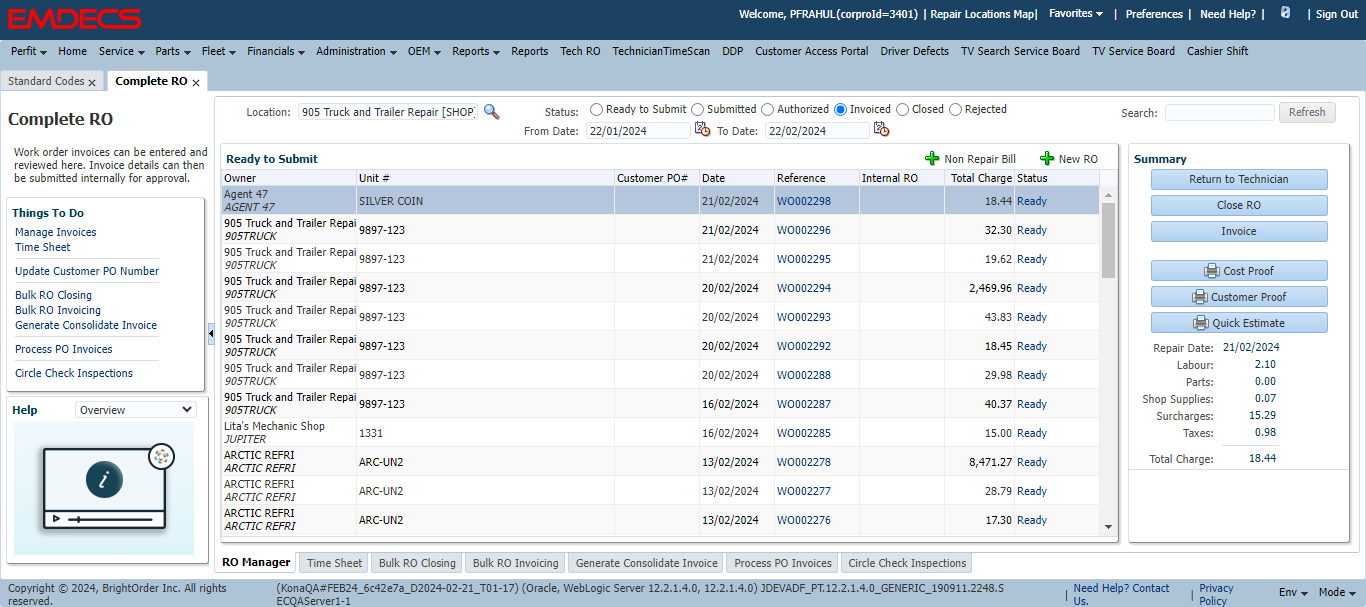 EMDECS
Welcome, PFRAHUL(corproId=3401) | Repair Locations Map| Favorites | Preferences | Need Help? | | Sign Out
Perfit Home Service Parts Fleet Financials Administration OEM Reports Reports Tech RO TechnicianTimeScan DDP Customer Access Portal Driver Defects TV Search Service Board TV Service Board Cashier Shift
Standard Codes x Complete RO x
Complete RO
Work order invoices can be entered and
reviewed here. Invoice details can then
be submitted internally for approval.
Things To Do
Manage Invoices
Time Sheet
Update Customer PO Number
Bulk RO Closing
Bulk RO Invoicing
Generate Consolidate Invoice
Process PO Invoices
Circle Check Inspections
Help Overview
i
Location: 905 Truck and Trailer Repair [SHOP] Status: Ready to Submit Submitted Authorized Invoiced Closed Rejected
From Date: 22/01/2024 To Date: 22/02/2024
Search: Refresh
Ready to Submit Non Repair Bill New RO
Owner Unit # Customer PO# Date Reference Internal RO Total Charge Status
Agent 47
AGENT 47 SILVER COIN 21/02/2024 WO002298 18.44 Ready
905 Truck and Trailer Repai
905TRUCK 9897-123 21/02/2024 WO002296 32.30 Ready
905 Truck and Trailer Repai
905TRUCK 9897-123 21/02/2024 WO002295 19.62 Ready
905 Truck and Trailer Repai
905TRUCK 9897-123 20/02/2024 WO002294 2,469.96 Ready
905 Truck and Trailer Repai
905TRUCK 9897-123 20/02/2024 WO002293 43.83 Ready
905 Truck and Trailer Repai
905TRUCK 9897-123 20/02/2024 WO002292 18.45 Ready
905 Truck and Trailer Repai
905TRUCK 9897-123 20/02/2024 WO002288 29.98 Ready
905 Truck and Trailer Repai
905TRUCK 9897-123 16/02/2024 WO002287 40.37 Ready
Lita's Mechanic Shop
JUPITER 1331 16/02/2024 WO002285 15.00 Ready
ARCTIC REFRI
ARCTIC REFRI ARC-UN2 13/02/2024 WO002278 8,471.27 Ready
ARCTIC REFRI
ARCTIC REFRI ARC-UN2 13/02/2024 WO002277 28.79 Ready
ARCTIC REFRI
ARCTIC REFRI ARC-UN2 13/02/2024 WO002276 17.30 Ready
Summary
Return to Technician
Close RO
Invoice
Cost Proof
Customer Proof
Quick Estimate
Repair Date: 21/02/2024
Labour: 2.10
Parts: 0.00
Shop Supplies: 0.07
Surcharges: 15.29
Taxes: 0.98
Total Charge: 18.44
RO Manager Time Sheet Bulk RO Closing Bulk RO Invoicing Generate Consolidate Invoice Process PO Invoices Circle Check Inspections
Copyright © 2024, BrightOrder Inc. All rights
reserved.
(KonaQA#FEB24_6c42e7a_D2024-02-21_T01-17) (Oracle, WebLogic Server 12.2.1.4.0, 12.2.1.4.0) JDEVADF_PT.12.2.1.4.0_GENERIC_190911.2248.S
ECQAServer1-1
| Need Help? Contact
Us.
| Privacy
Policy
Env Mode